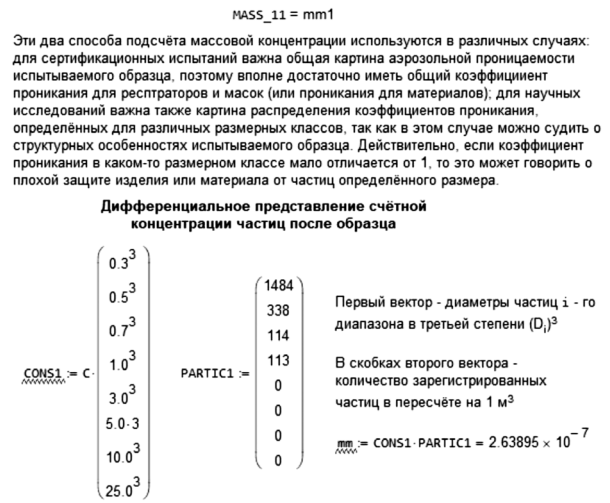 MASS_11 = mm1
Эти два способа подсчёта массовой концентрации используются в различных случаях:
для сертификационных испытаний важна общая картина аэрозольной проницаемости
испытываемого образца, поэтому вполне достаточно иметь общий коэффициент
проникания для респтраторов и масок (или проникания для материалов); для научных
исследований важна также картина распределения коэффициентов проникания,
определённых для различных размерных классов, так как в этом случае можно судить о
структурных особенностях испытываемого образца. Действительно, если коэффициент
проникания в каком-то размерном классе мало отличается от 1, то это может говорить о
плохой защите изделия или материала от частиц определённого размера.
Дифференциальное представление счётной
концентрации частиц после образца
CONS1 := C·
0.3³
0.5³
0.7³
1.0³
3.0³
5.0·3
10.0³
25.0³
PARTIC1 :=
1484
338
114
113
0
0
0
0
Первый вектор - диаметры частиц i - го
диапазона в третьей степени (Dᵢ)³
В скобках второго вектора -
количество зарегистрированных
частиц в пересчёте на 1 м³
mm := CONS1·PARTIC1 = 2.63895 × 10⁻⁷